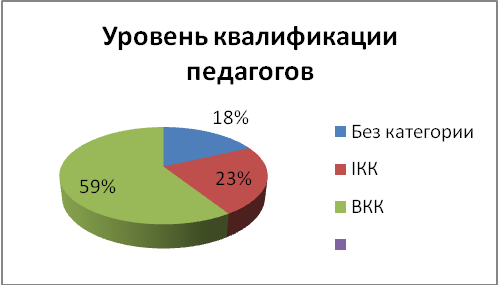 Уровень квалификации
педагогов
18%
23%
59%
Без категории
IКК
ВКК